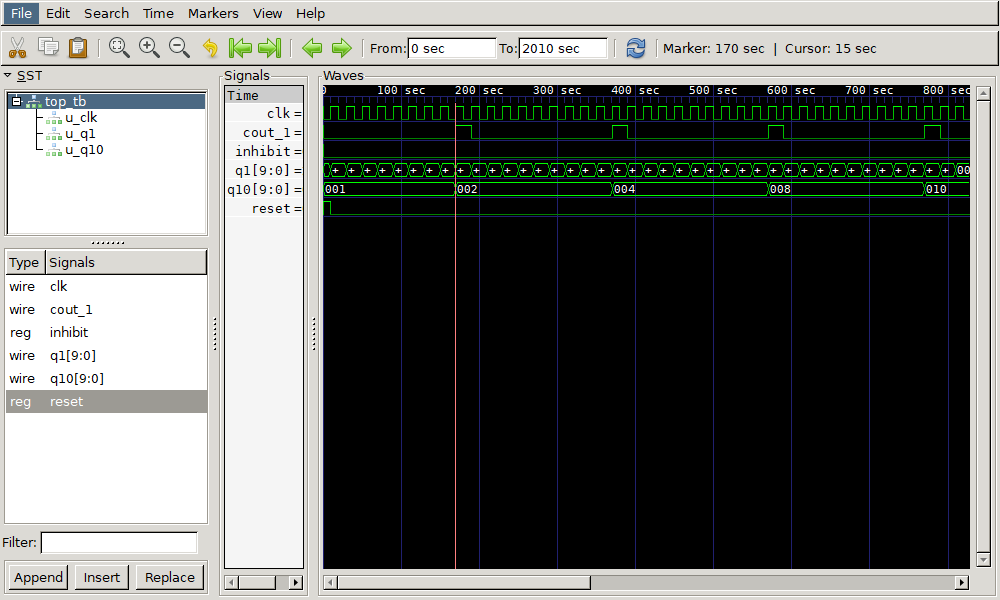 File Edit Search Time Markers View Help
From: 0 sec To: 2010 sec Marker: 170 sec | Cursor: 15 sec
SST
top_tb
u_clk
u_q1
u_q10
Type Signals
wire clk
wire cout_1
reg inhibit
wire q1[9:0]
wire q10[9:0]
reg reset
Filter:
Append Insert Replace
Signals
Time
clk =
cout_1 =
inhibit =
q1[9:0] =
q10[9:0] =
reset =
Waves
0 100 sec 200 sec 300 sec 400 sec 500 sec 600 sec 700 sec 800 sec
+ + + + + + + + + + + + + + + + + + + + + + + + + + + + + + + + + + + + + + + + 00
001 002 004 008 010